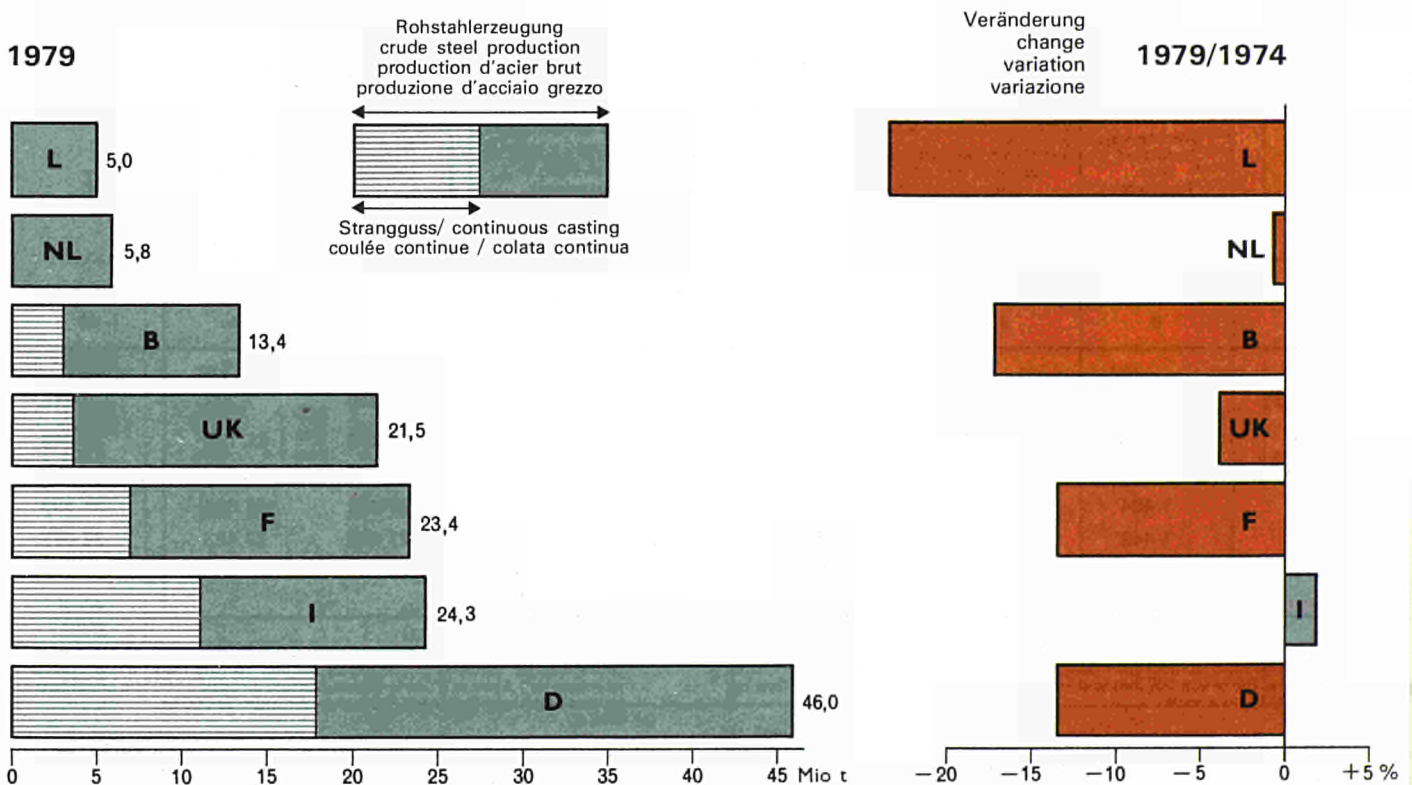 1979
Rohstahlerzeugung
crude steel production
production d'acier brut
produzione d'acciaio grezzo
Strangguss/ continuous casting
coulée continue / colata continua
L 5,0
NL 5,8
B 13,4
UK 21,5
F 23,4
I 24,3
D 46,0
0 5 10 15 20 25 30 35 40 45 Mio t
Veränderung
change
variation
variazione
1979/1974
L
NL
B
UK
F
I
D
−20 −15 −10 −5 0 +5 %